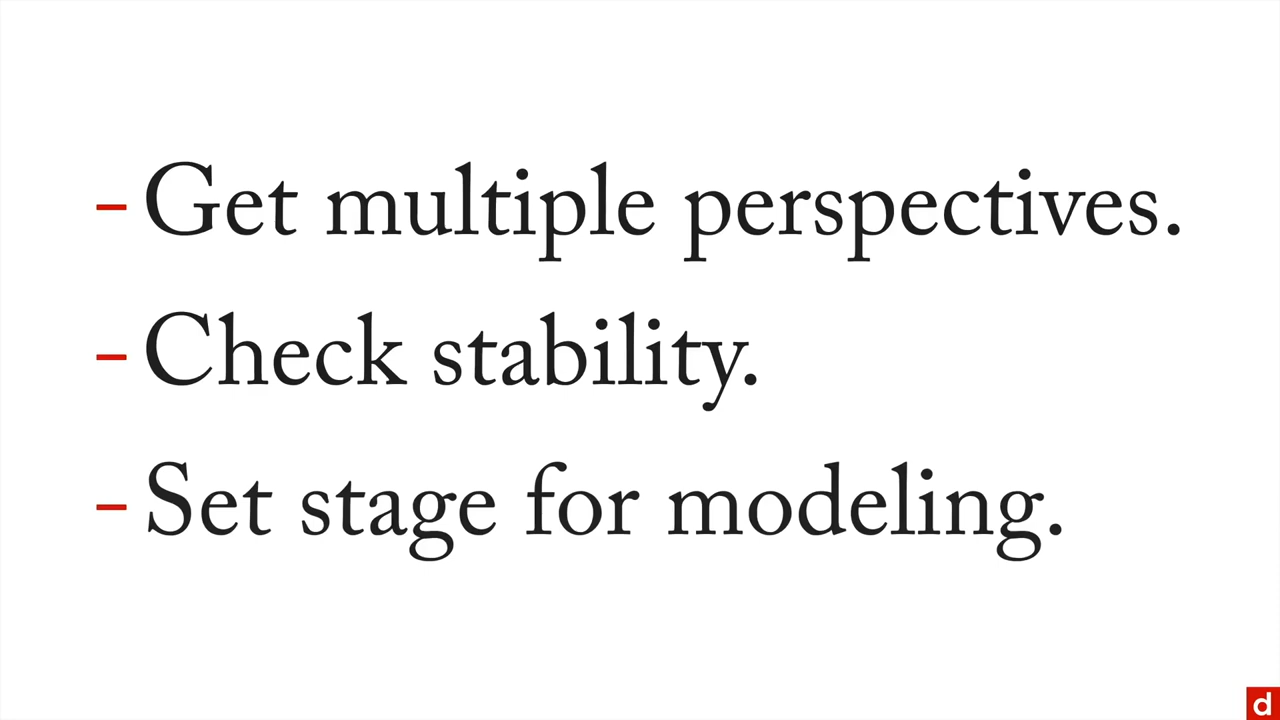 – Get multiple perspectives.
– Check stability.
– Set stage for modeling.
d